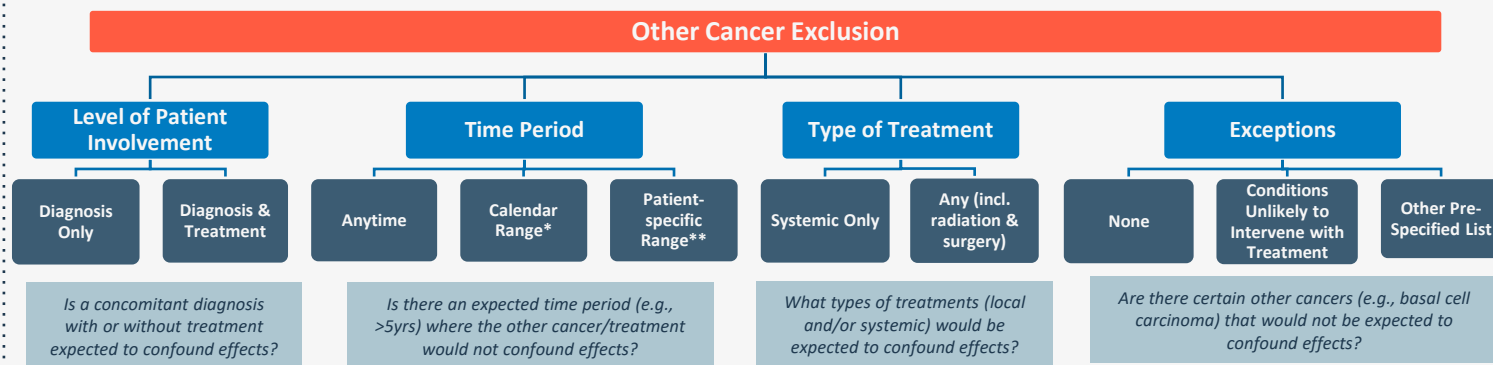 Other Cancer Exclusion
Level of Patient
Involvement
Time Period
Type of Treatment
Exceptions
Diagnosis
Only
Diagnosis &
Treatment
Anytime
Calendar
Range*
Patient-
specific
Range**
Systemic Only
Any (incl.
radiation &
surgery)
None
Conditions
Unlikely to
Intervene with
Treatment
Other Pre-
Specified List
Is a concomitant diagnosis
with or without treatment
expected to confound effects?
Is there an expected time period (e.g.,
>5yrs) where the other cancer/treatment
would not confound effects?
What types of treatments (local
and/or systemic) would be
expected to confound effects?
Are there certain other cancers (e.g., basal cell
carcinoma) that would not be expected to
confound effects?